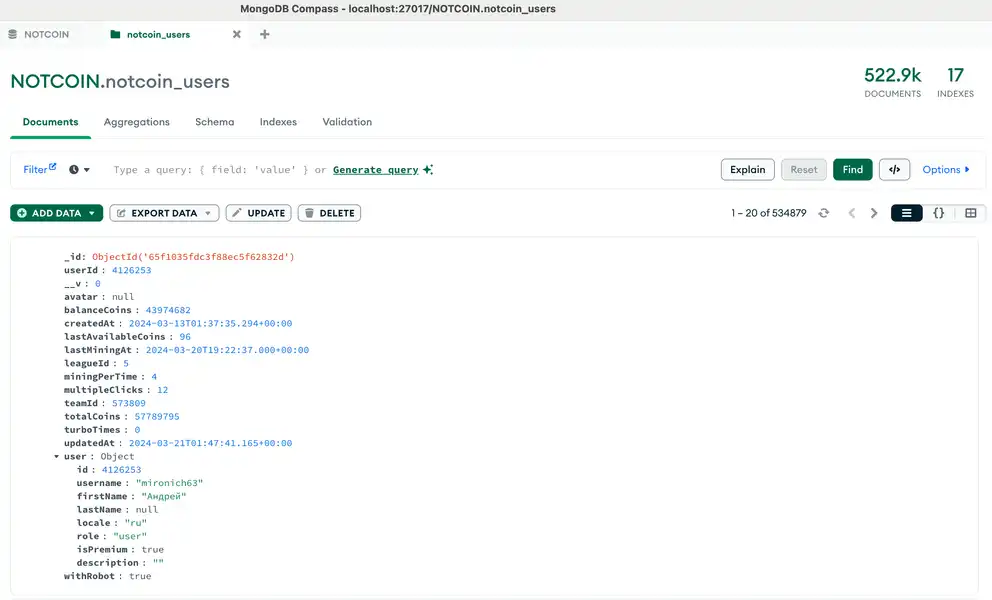 MongoDB Compass - localhost:27017/NOTCOIN.notcoin_users
NOTCOIN notcoin_users
NOTCOIN.notcoin_users
522.9k 17
DOCUMENTS INDEXES
Documents Aggregations Schema Indexes Validation
Filter Type a query: { field: 'value' } or Generate query Explain Reset Find </> Options
ADD DATA EXPORT DATA UPDATE DELETE 1 – 20 of 534879 {}
_id: ObjectId('65f1035fdc3f88ec5f62832d')
userId : 4126253
__v : 0
avatar : null
balanceCoins : 43974682
createdAt : 2024-03-13T01:37:35.294+00:00
lastAvailableCoins : 96
lastMiningAt : 2024-03-20T19:22:37.000+00:00
leagueId : 5
miningPerTime : 4
multipleClicks : 12
teamId : 573809
totalCoins : 57789795
turboTimes : 0
updatedAt : 2024-03-21T01:47:41.165+00:00
user : Object
id : 4126253
username : "mironich63"
firstName : "Андрей"
lastName : null
locale : "ru"
role : "user"
isPremium : true
description : ""
withRobot : true